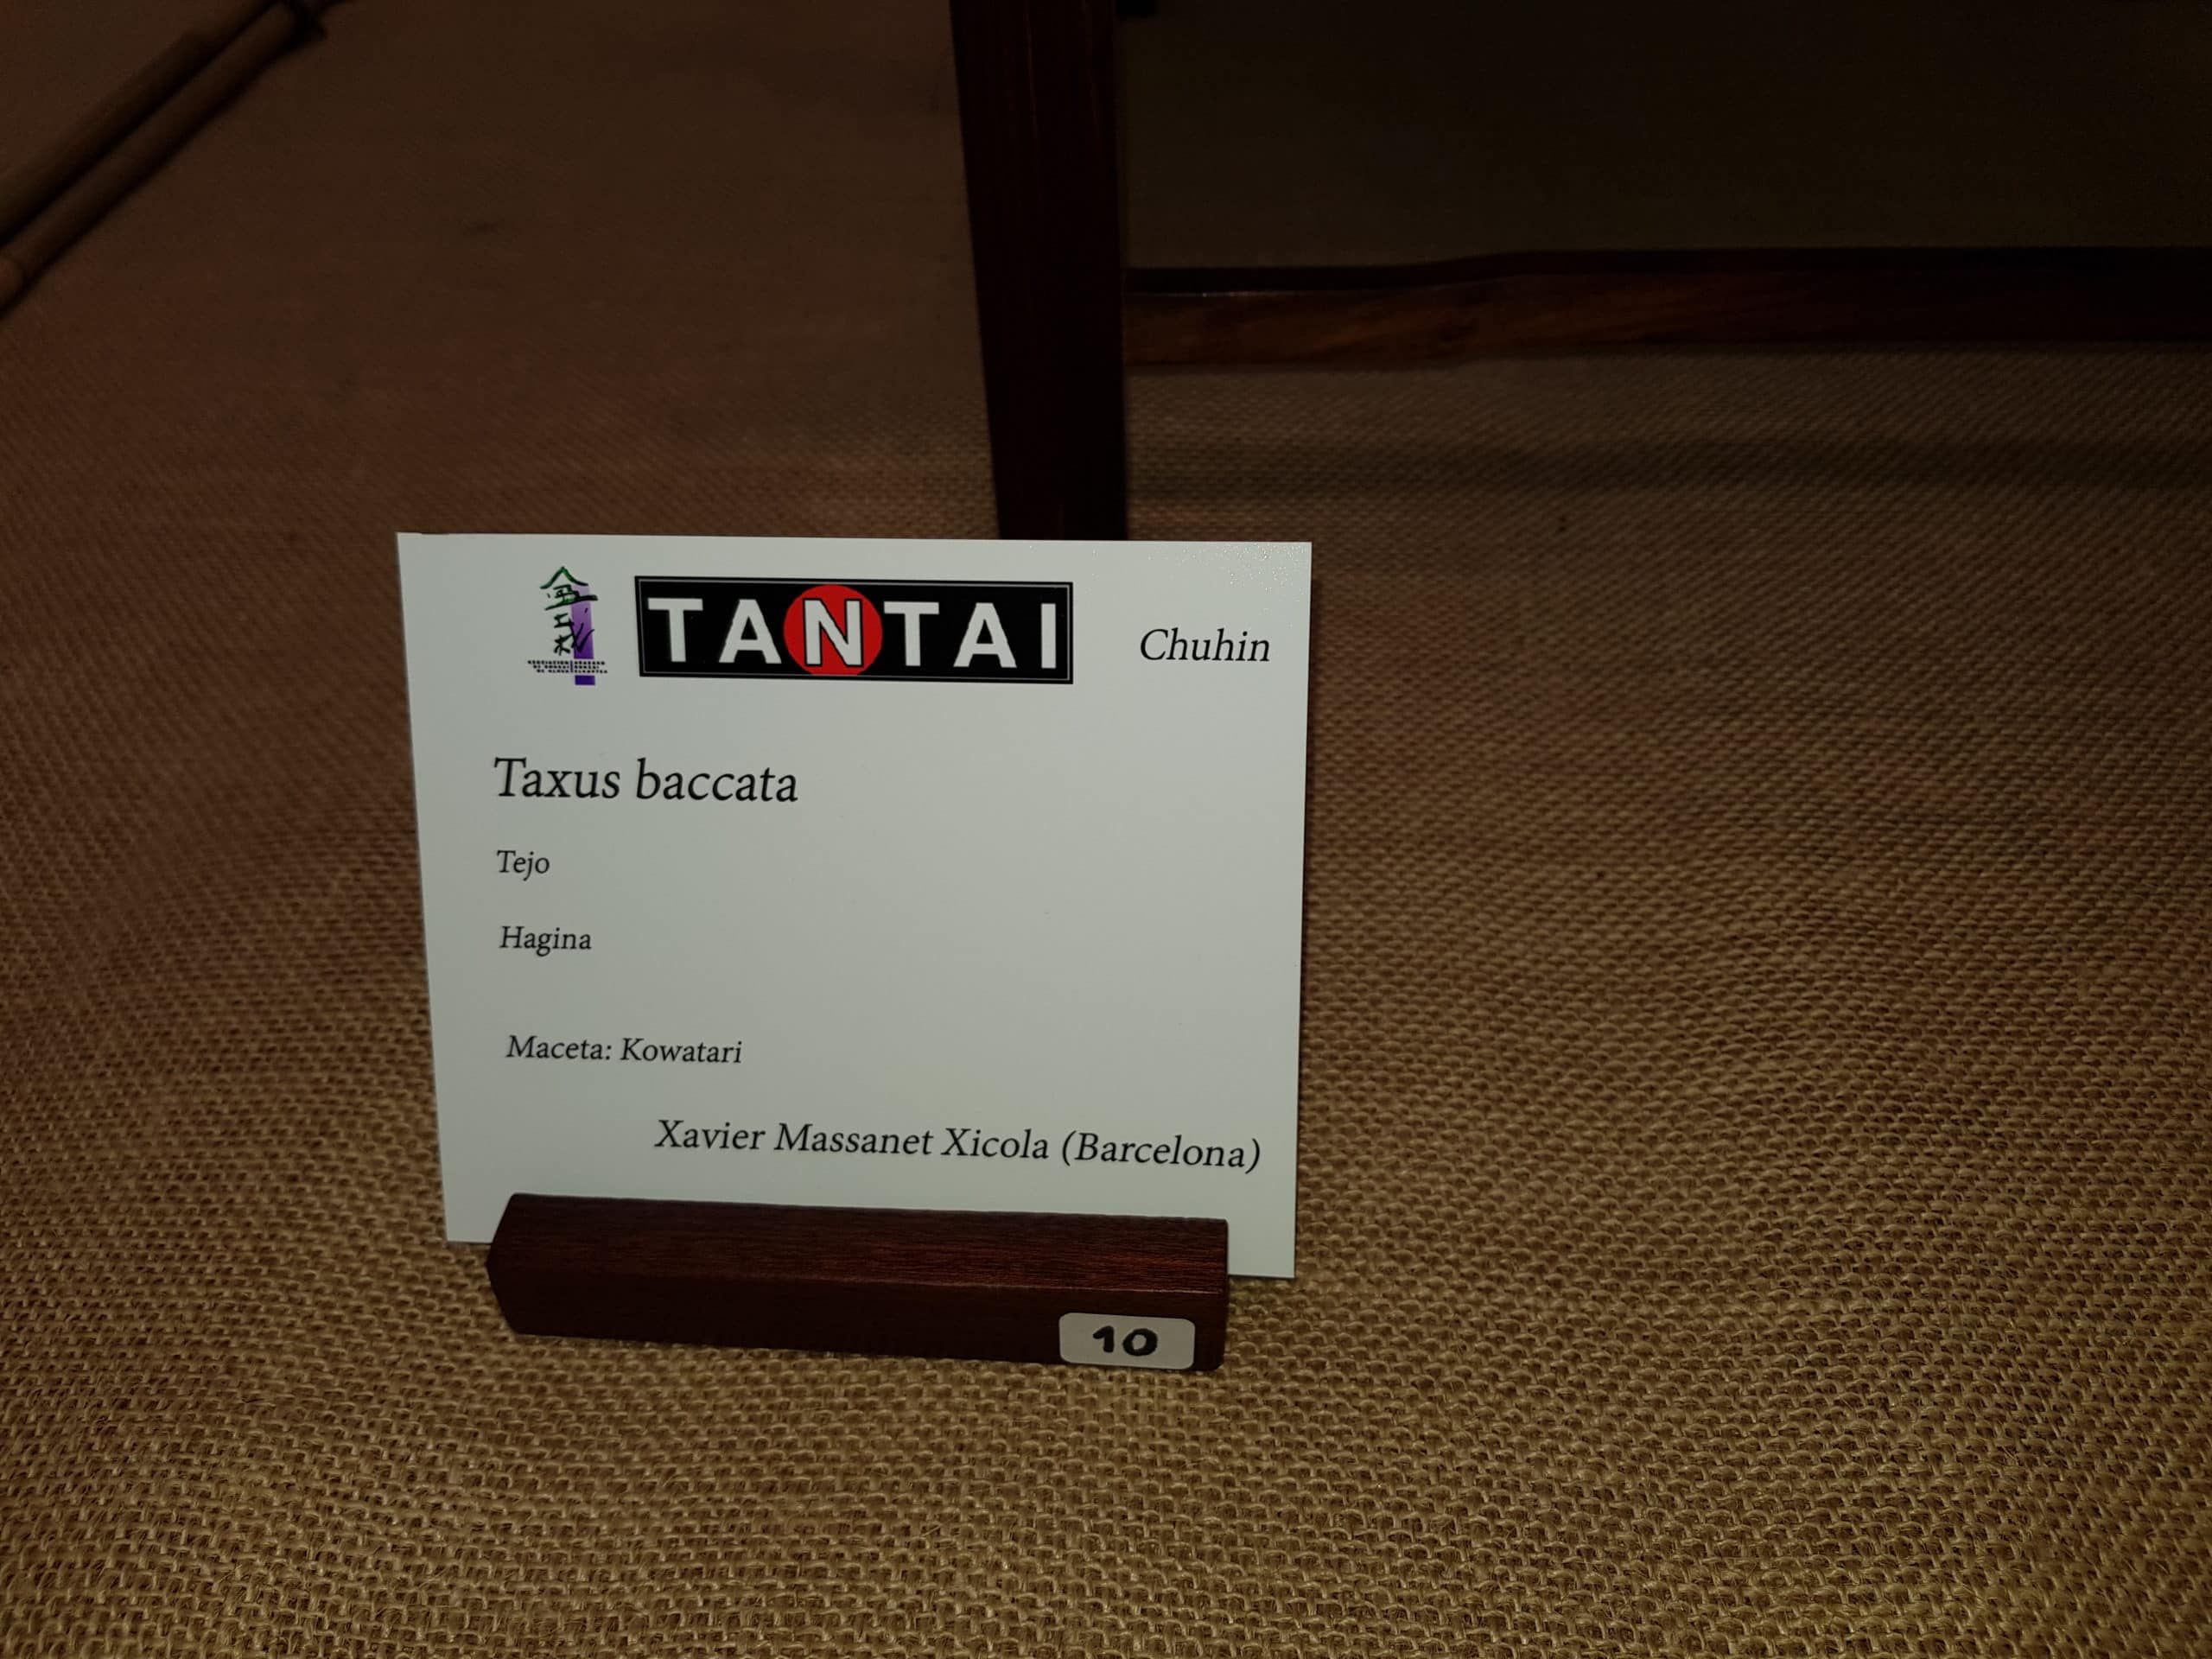 TANTAI
Chuhin
Taxus baccata
Tejo
Hagina
Maceta: Kowatari
Xavier Massanet Xicola (Barcelona)
10